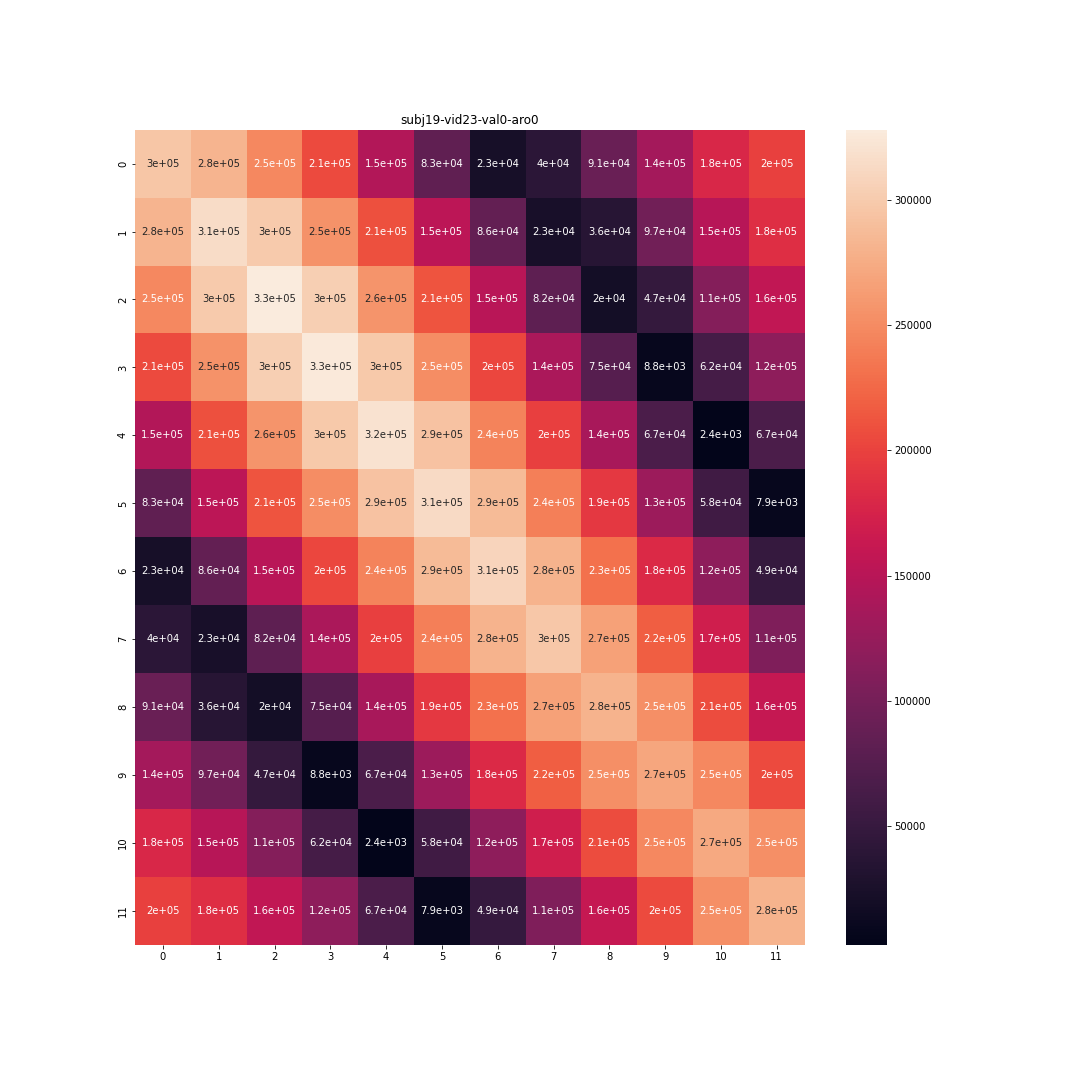 subj19-vid23-val0-aro0
0 3e+05 2.8e+05 2.5e+05 2.1e+05 1.5e+05 8.3e+04 2.3e+04 4e+04 9.1e+04 1.4e+05 1.8e+05 2e+05
1 2.8e+05 3.1e+05 3e+05 2.5e+05 2.1e+05 1.5e+05 8.6e+04 2.3e+04 3.6e+04 9.7e+04 1.5e+05 1.8e+05
2 2.5e+05 3e+05 3.3e+05 3e+05 2.6e+05 2.1e+05 1.5e+05 8.2e+04 2e+04 4.7e+04 1.1e+05 1.6e+05
3 2.1e+05 2.5e+05 3e+05 3.3e+05 3e+05 2.5e+05 2e+05 1.4e+05 7.5e+04 8.8e+03 6.2e+04 1.2e+05
4 1.5e+05 2.1e+05 2.6e+05 3e+05 3.2e+05 2.9e+05 2.4e+05 2e+05 1.4e+05 6.7e+04 2.4e+03 6.7e+04
5 8.3e+04 1.5e+05 2.1e+05 2.5e+05 2.9e+05 3.1e+05 2.9e+05 2.4e+05 1.9e+05 1.3e+05 5.8e+04 7.9e+03
6 2.3e+04 8.6e+04 1.5e+05 2e+05 2.4e+05 2.9e+05 3.1e+05 2.8e+05 2.3e+05 1.8e+05 1.2e+05 4.9e+04
7 4e+04 2.3e+04 8.2e+04 1.4e+05 2e+05 2.4e+05 2.8e+05 3e+05 2.7e+05 2.2e+05 1.7e+05 1.1e+05
8 9.1e+04 3.6e+04 2e+04 7.5e+04 1.4e+05 1.9e+05 2.3e+05 2.7e+05 2.8e+05 2.5e+05 2.1e+05 1.6e+05
9 1.4e+05 9.7e+04 4.7e+04 8.8e+03 6.7e+04 1.3e+05 1.8e+05 2.2e+05 2.5e+05 2.7e+05 2.5e+05 2e+05
10 1.8e+05 1.5e+05 1.1e+05 6.2e+04 2.4e+03 5.8e+04 1.2e+05 1.7e+05 2.1e+05 2.5e+05 2.7e+05 2.5e+05
11 2e+05 1.8e+05 1.6e+05 1.2e+05 6.7e+04 7.9e+03 4.9e+04 1.1e+05 1.6e+05 2e+05 2.5e+05 2.8e+05
0 1 2 3 4 5 6 7 8 9 10 11
300000
250000
200000
150000
100000
50000